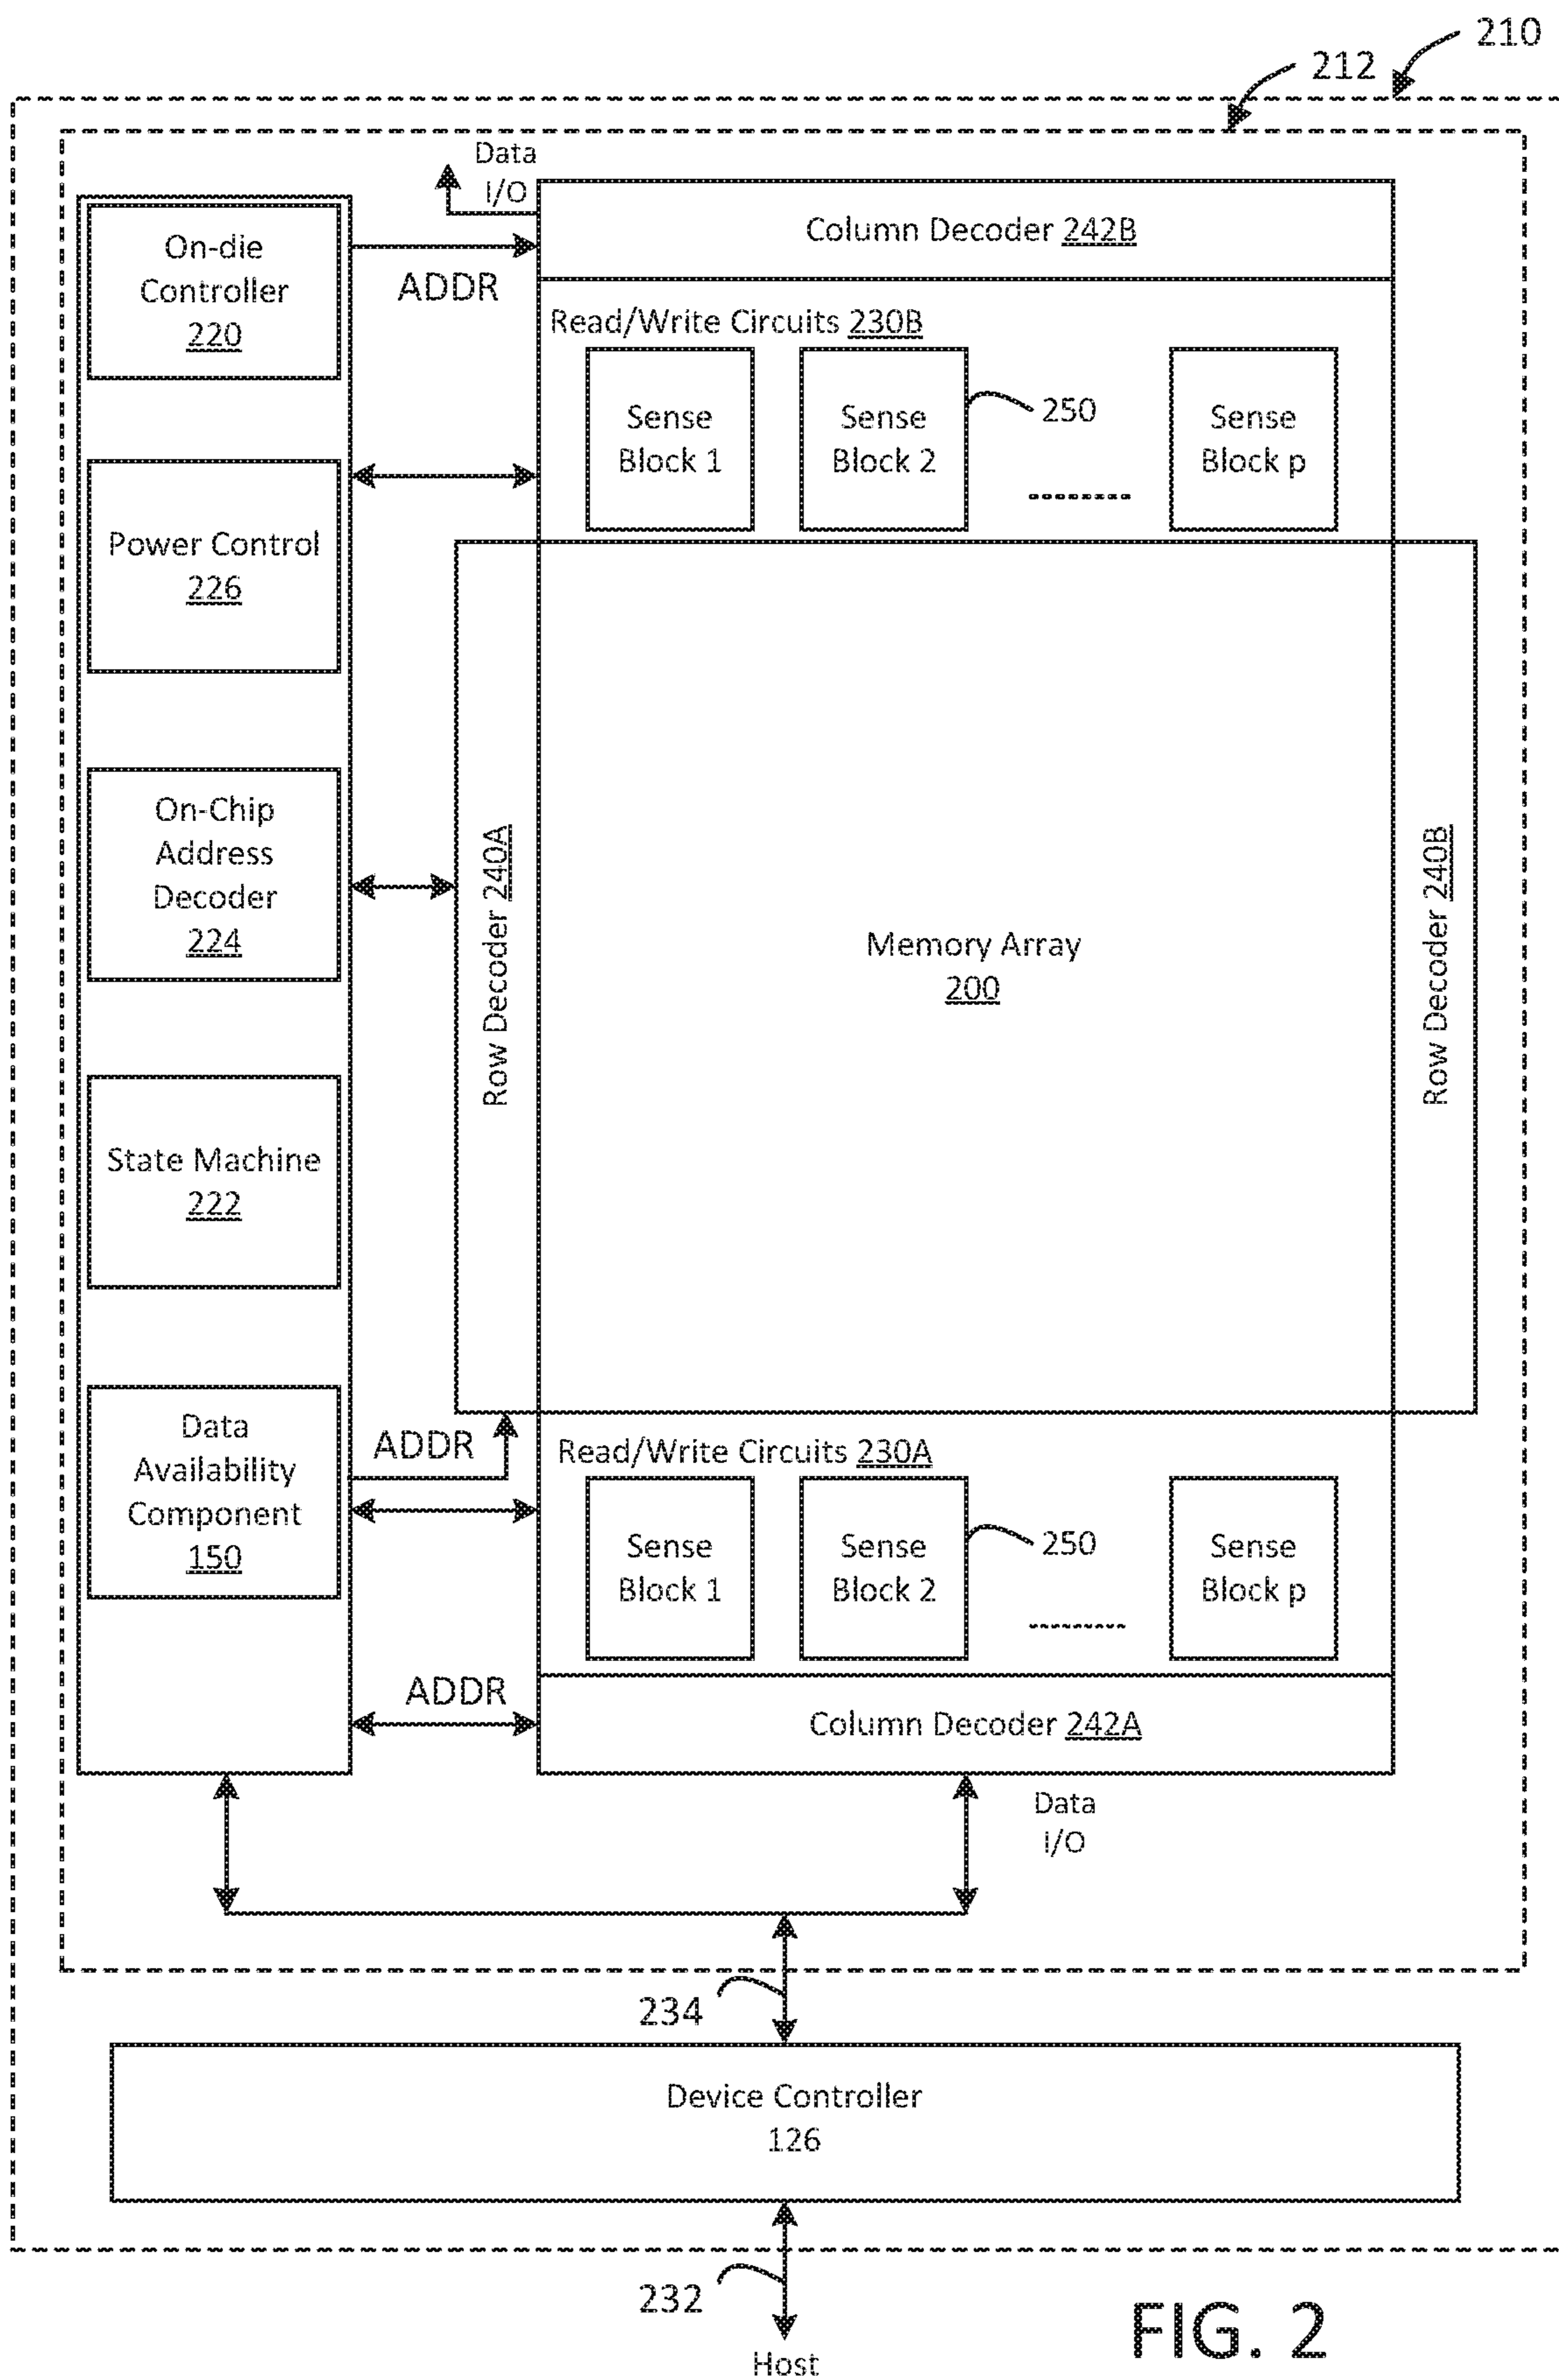 210
212
Data
I/O
Column Decoder 242B
On-die
Controller
220
ADDR
Read/Write Circuits 230B
Sense
Block 1
Sense
Block 2
250
Sense
Block p
Power Control
226
On-Chip
Address
Decoder
224
Row Decoder 240A
Memory Array
200
Row Decoder 240B
State Machine
222
Data
Availability
Component
150
ADDR
Read/Write Circuits 230A
Sense
Block 1
Sense
Block 2
250
Sense
Block p
ADDR
Column Decoder 242A
Data
I/O
234
Device Controller
126
232
Host
FIG. 2